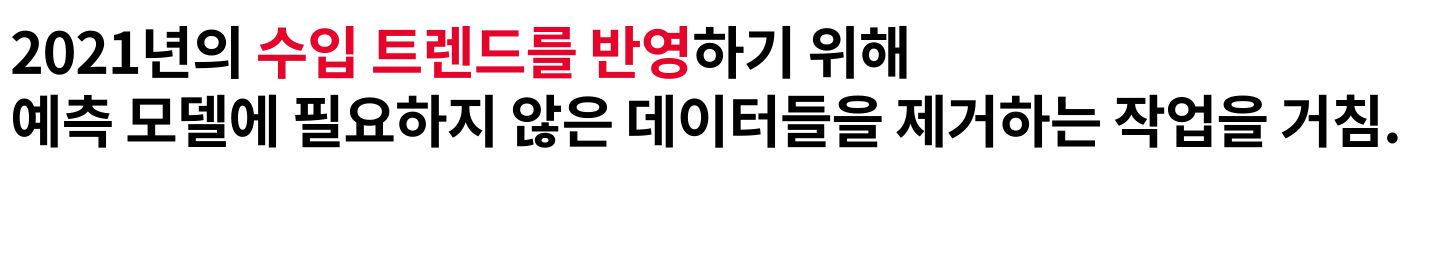 2021년의 수입 트렌드를 반영하기 위해
예측 모델에 필요하지 않은 데이터들을 제거하는 작업을 거침.